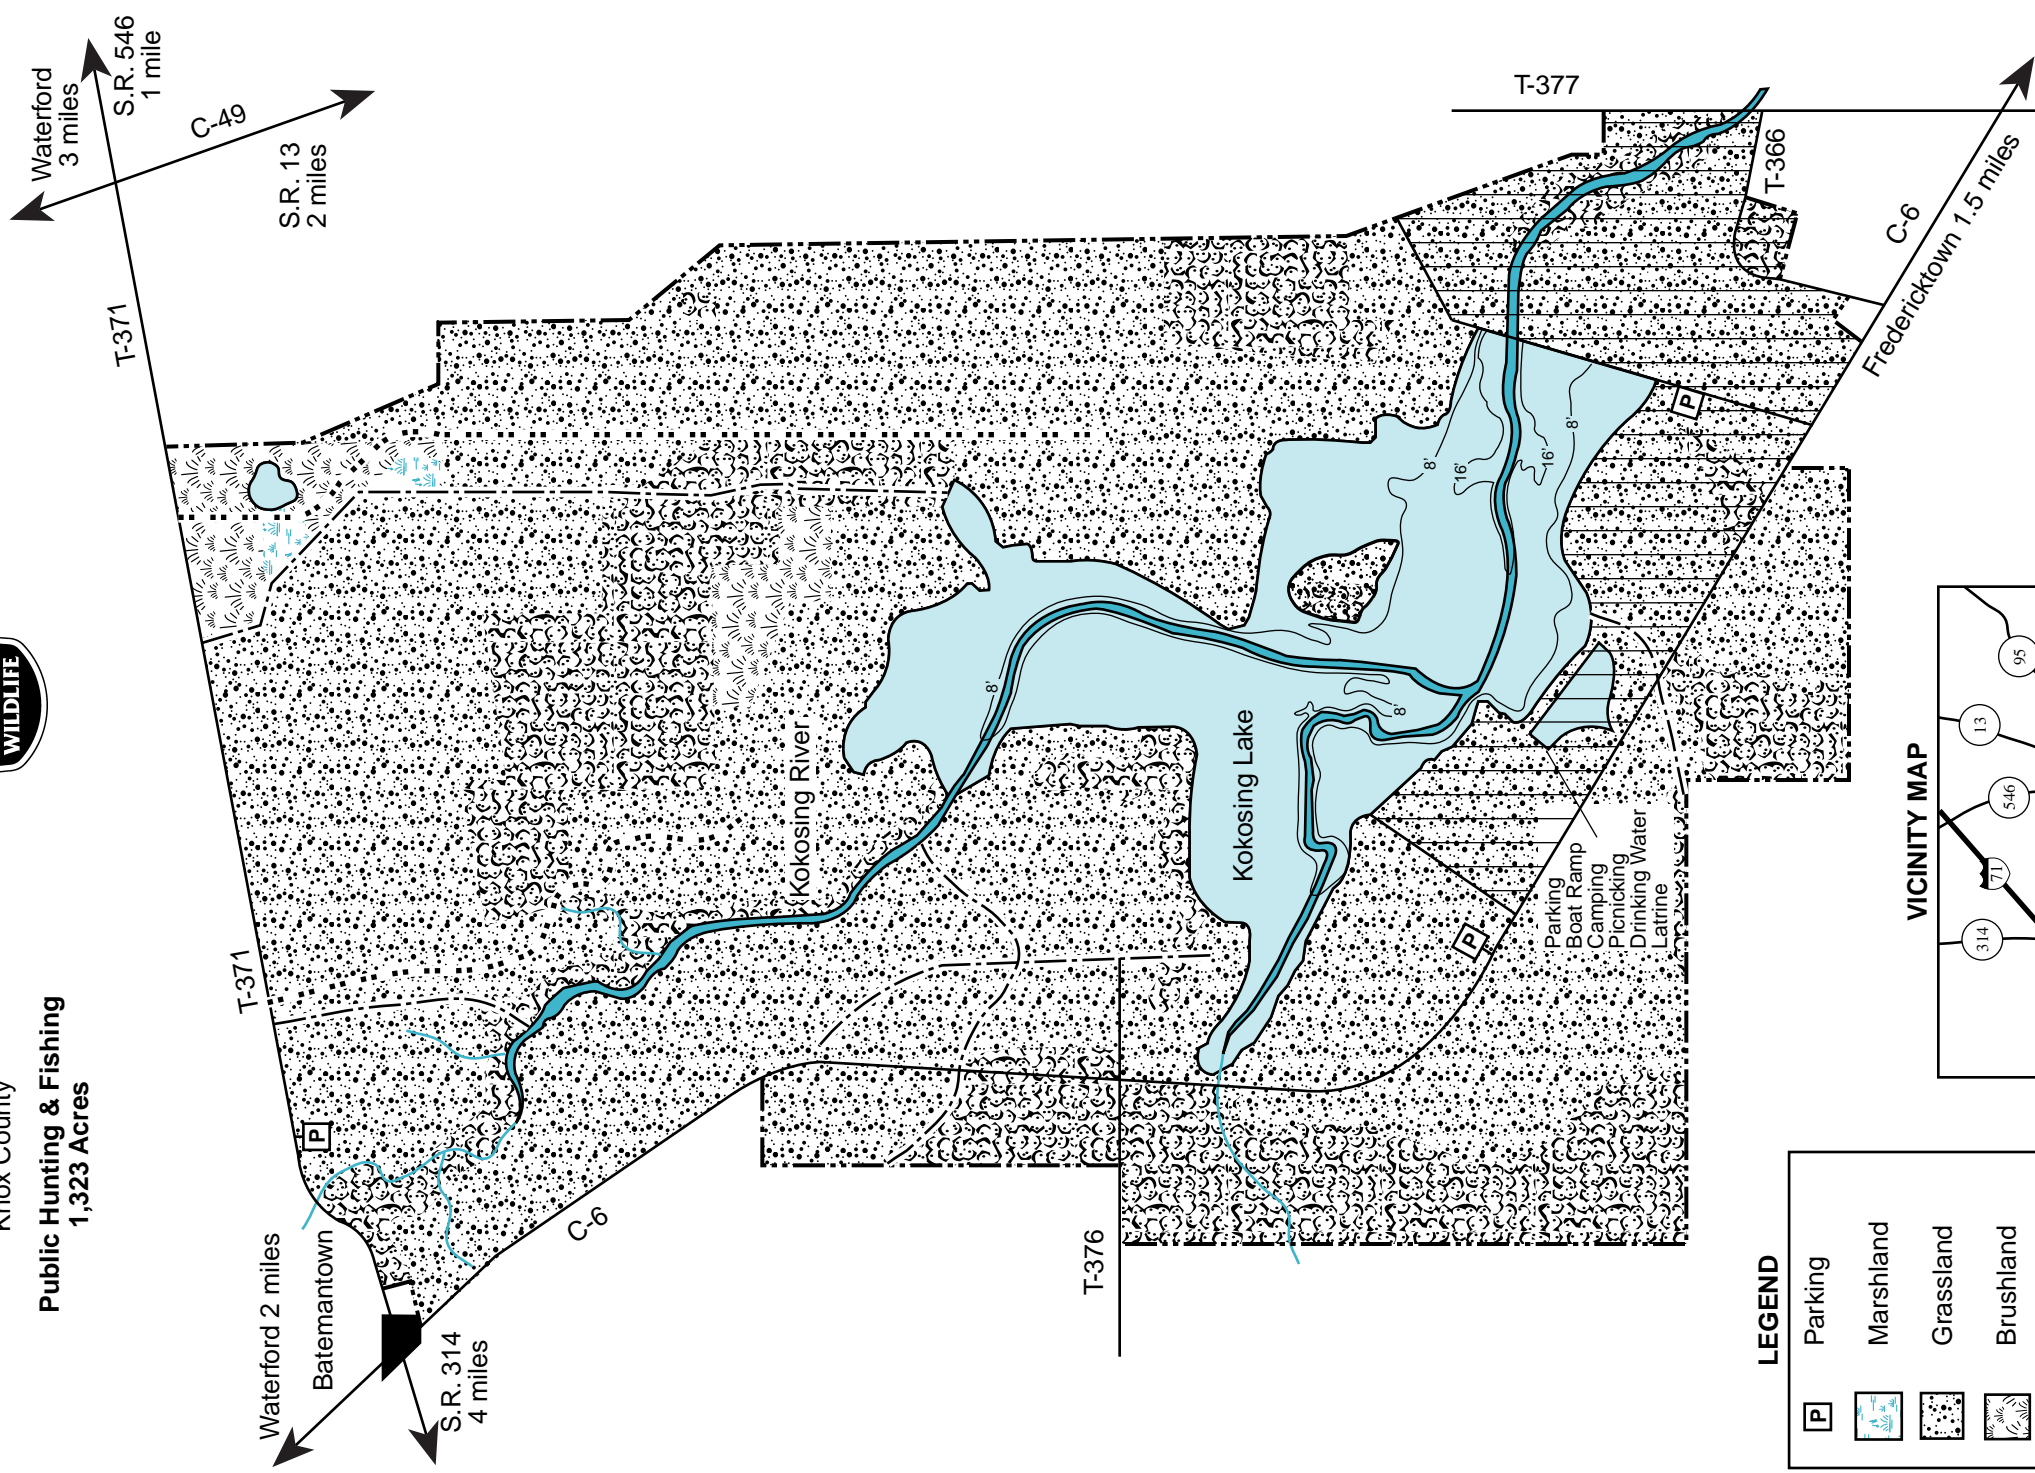 Knox County
Public Hunting & Fishing
1,323 Acres
WILDLIFE
Waterford
3 miles
S.R. 546
1 mile
C-49
S.R. 13
2 miles
T-371
T-371
P
Waterford 2 miles
Batemantown
S.R. 314
4 miles
C-6
T-376
Kokosing River
Kokosing Lake
8'
8'
8'
16'
16'
8'
P
P
Parking
Boat Ramp
Camping
Picnicking
Drinking Water
Latrine
T-377
T-366
C-6
Fredericktown 1.5 miles
LEGEND
P Parking
Marshland
Grassland
Brushland
VICINITY MAP
314
71
546
13
95